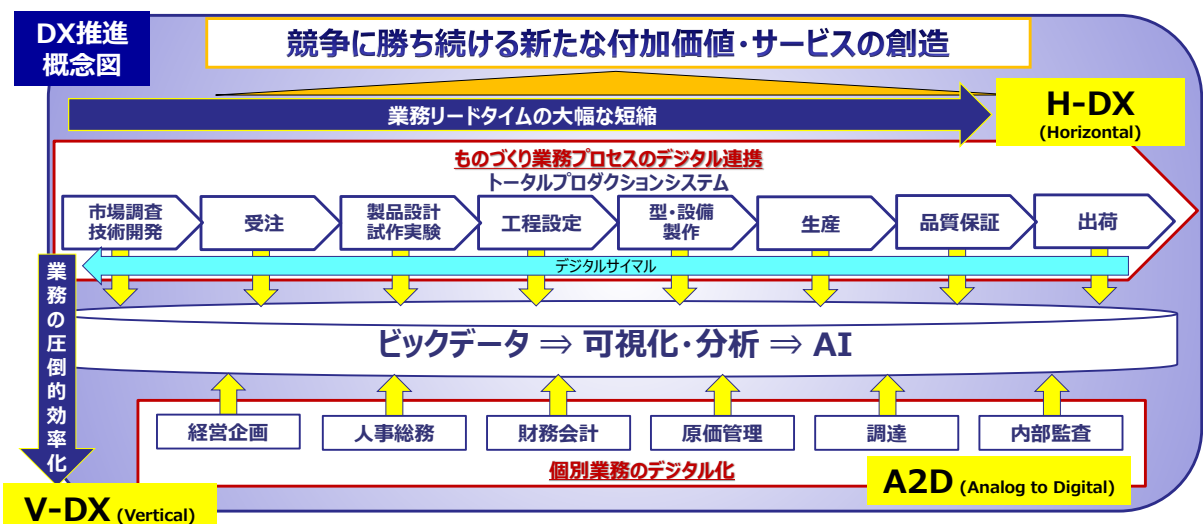 DX推進
概念図
競争に勝ち続ける新たな付加価値・サービスの創造
業務リードタイムの大幅な短縮
H-DX
(Horizontal)
ものづくり業務プロセスのデジタル連携
トータルプロダクションシステム
市場調査
技術開発
受注
製品設計
試作実験
工程設定
型・設備
製作
生産
品質保証
出荷
デジタルサイマル
業務の圧倒的効率化
ビックデータ ⇒ 可視化・分析 ⇒ AI
経営企画
人事総務
財務会計
原価管理
調達
内部監査
個別業務のデジタル化
A2D (Analog to Digital)
V-DX (Vertical)